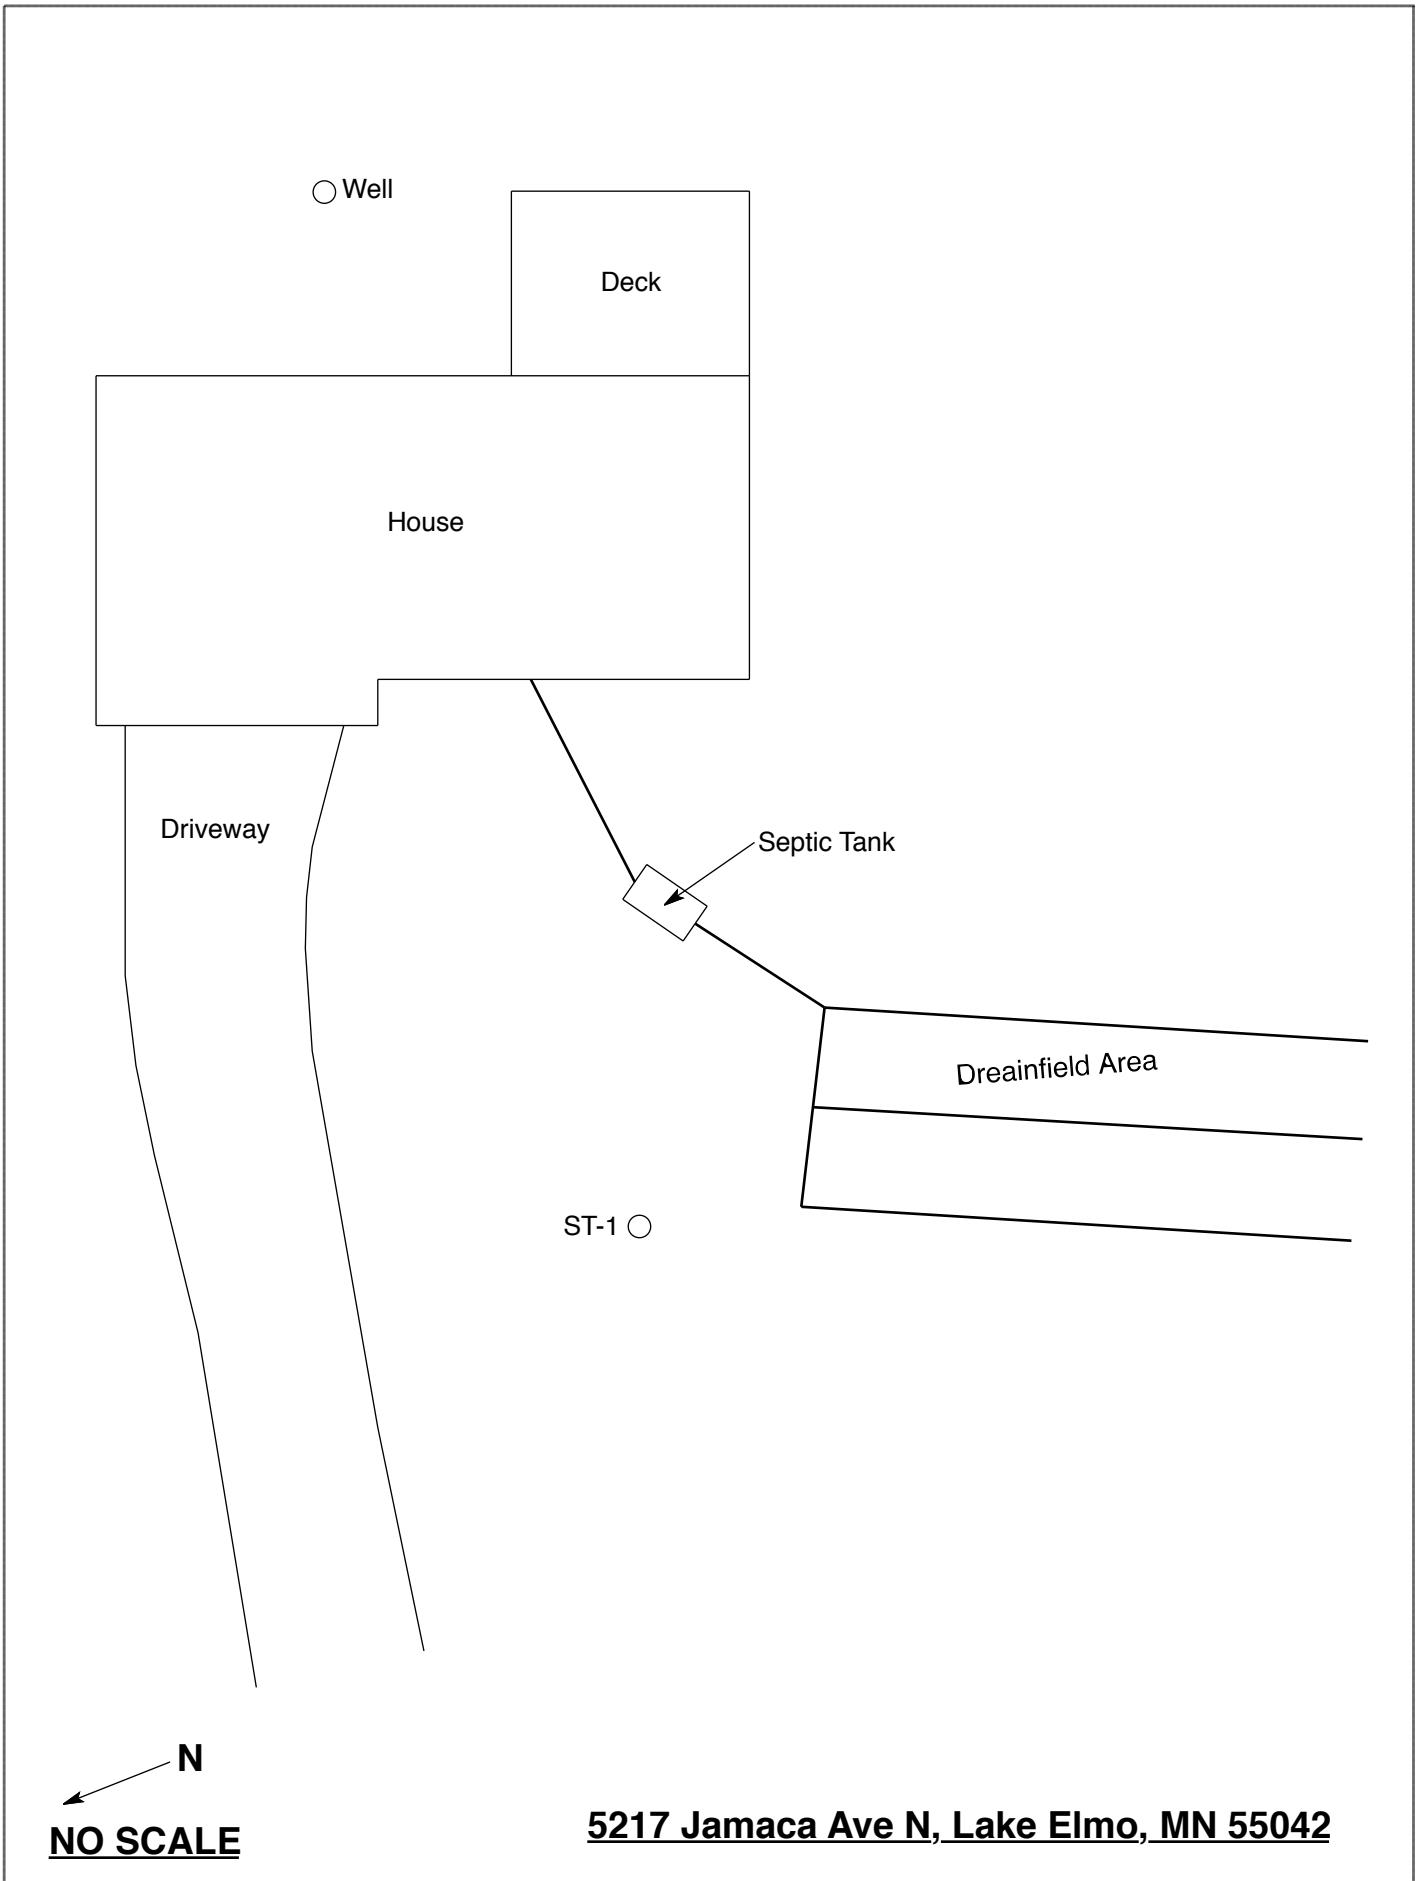 Well
Deck
House
Driveway
Septic Tank
Dreainfield Area
ST-1
N
NO SCALE
5217 Jamaca Ave N, Lake Elmo, MN 55042